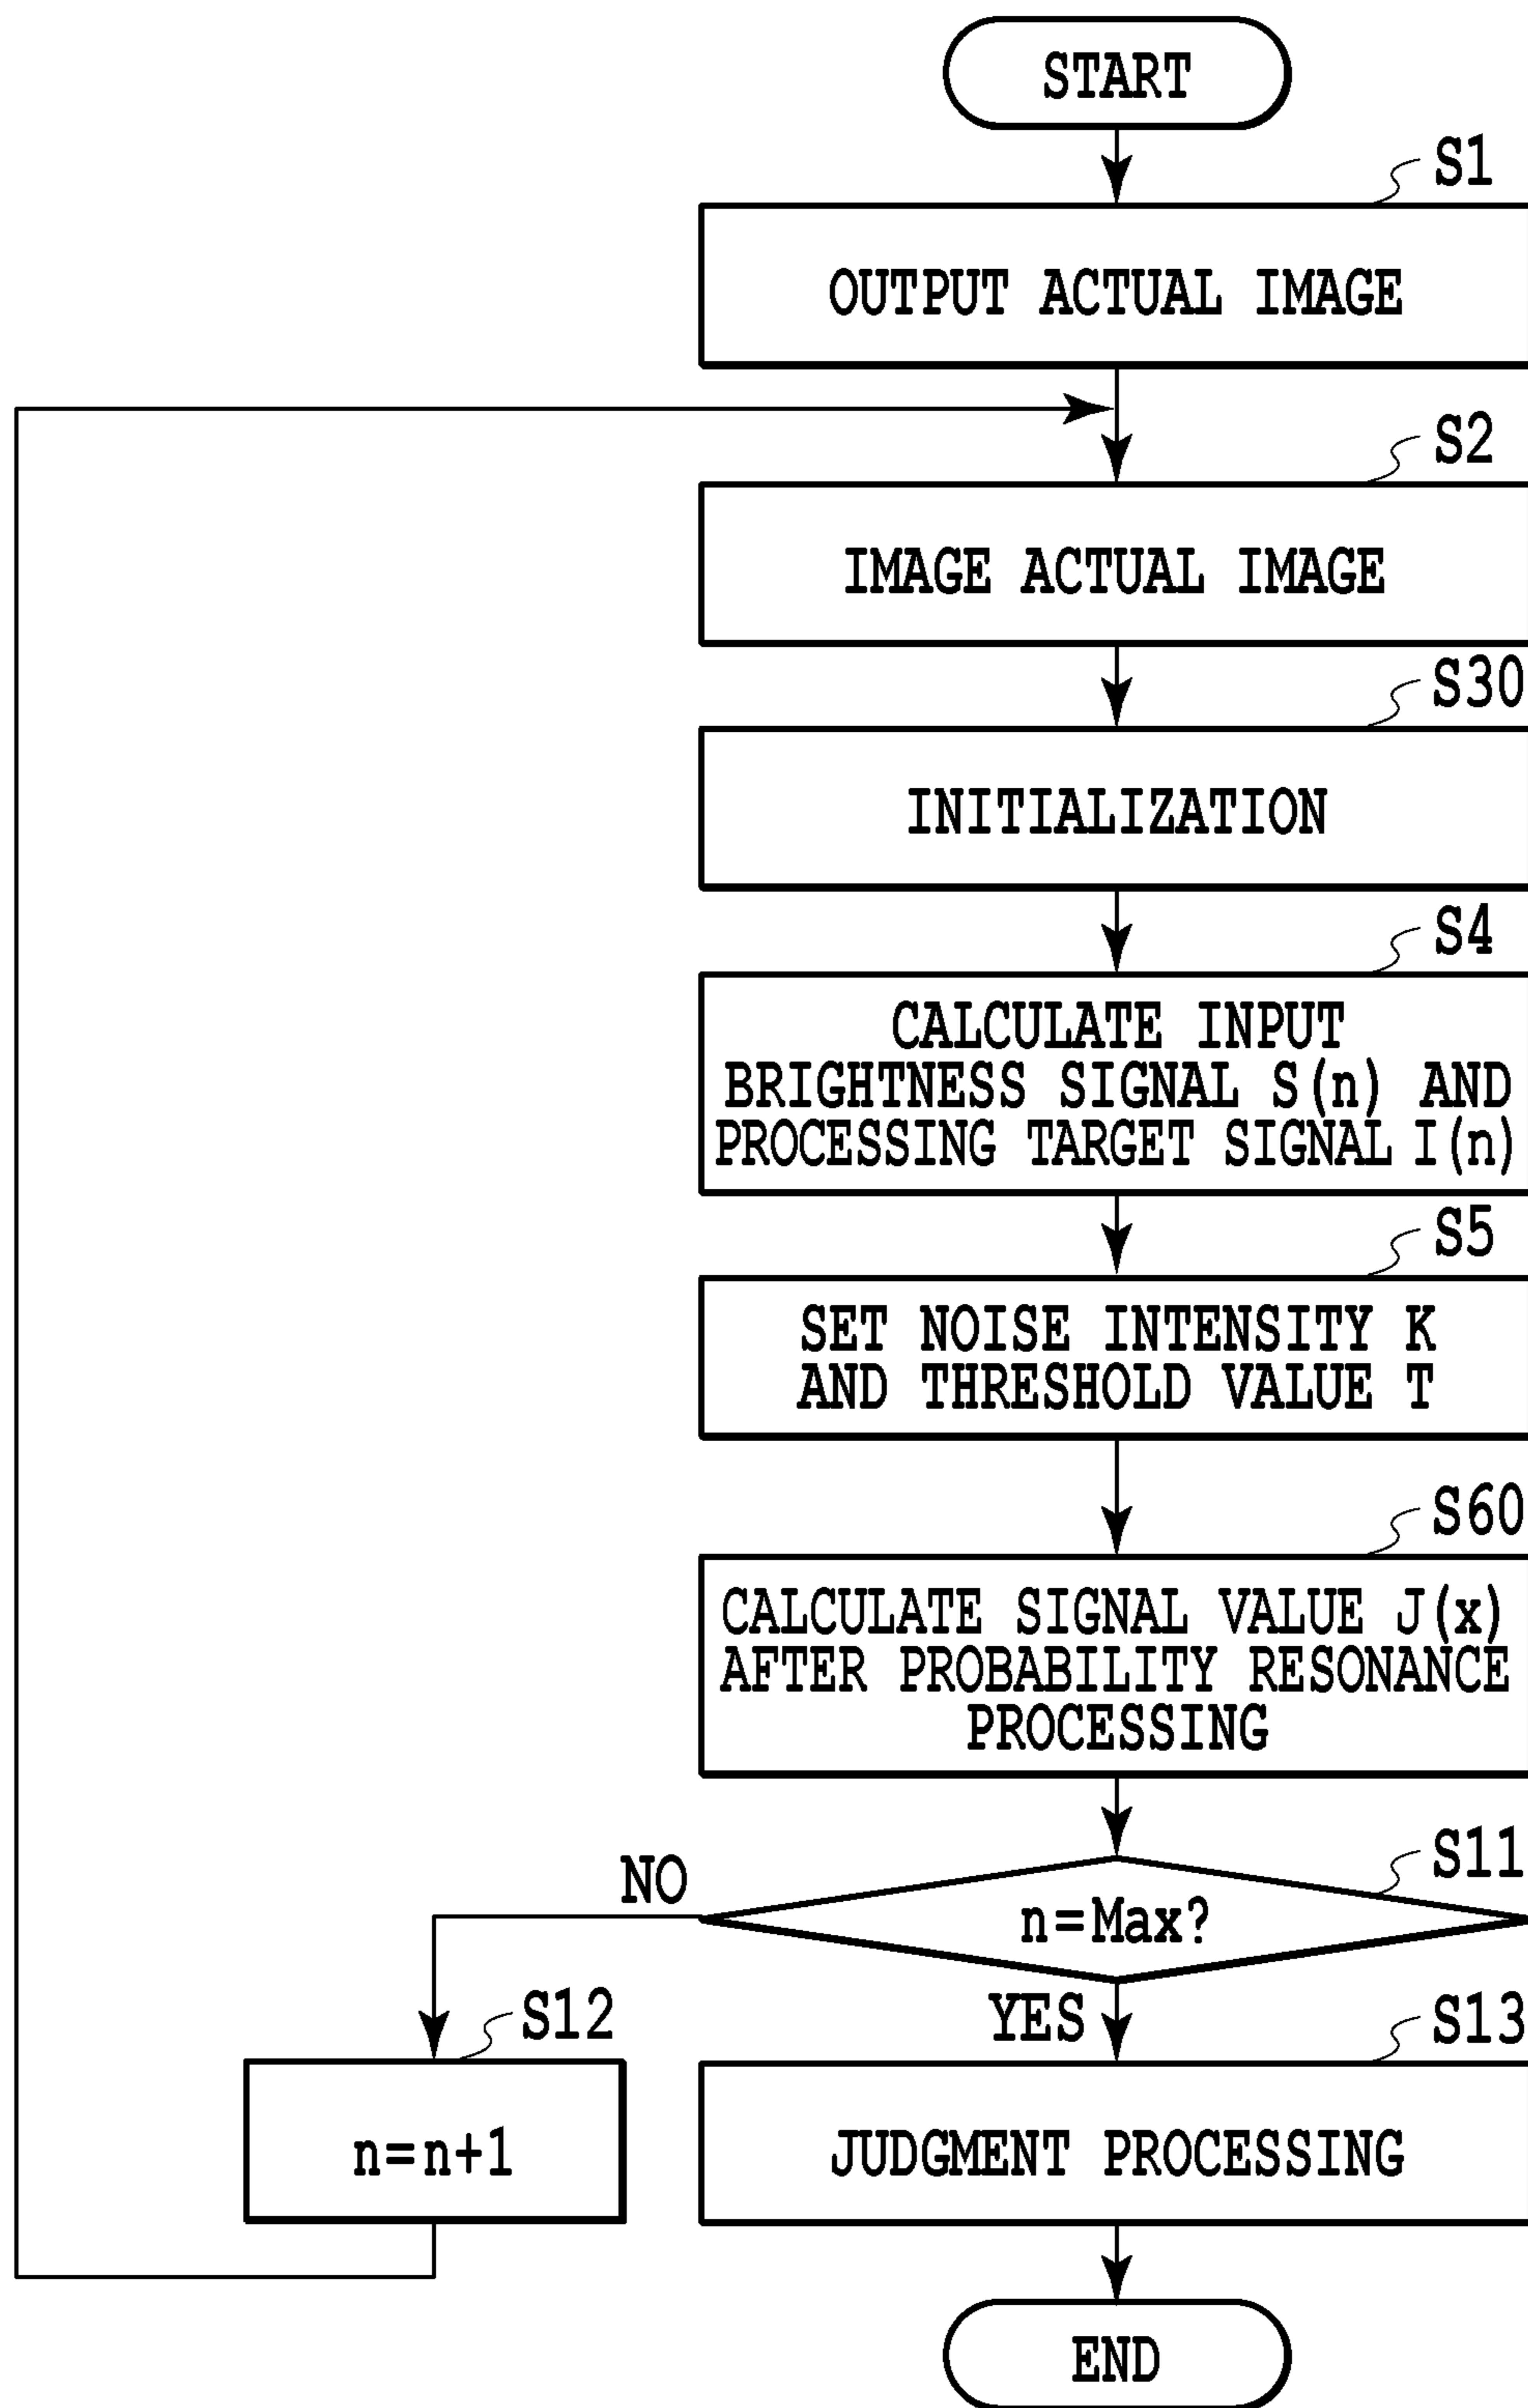 START
S1
OUTPUT ACTUAL IMAGE
S2
IMAGE ACTUAL IMAGE
S30
INITIALIZATION
S4
CALCULATE INPUT
BRIGHTNESS SIGNAL S(n) AND
PROCESSING TARGET SIGNAL I(n)
S5
SET NOISE INTENSITY K
AND THRESHOLD VALUE T
S60
CALCULATE SIGNAL VALUE J(x)
AFTER PROBABILITY RESONANCE
PROCESSING
S11
NO
n=Max?
YES
S12
S13
n=n+1
JUDGMENT PROCESSING
END